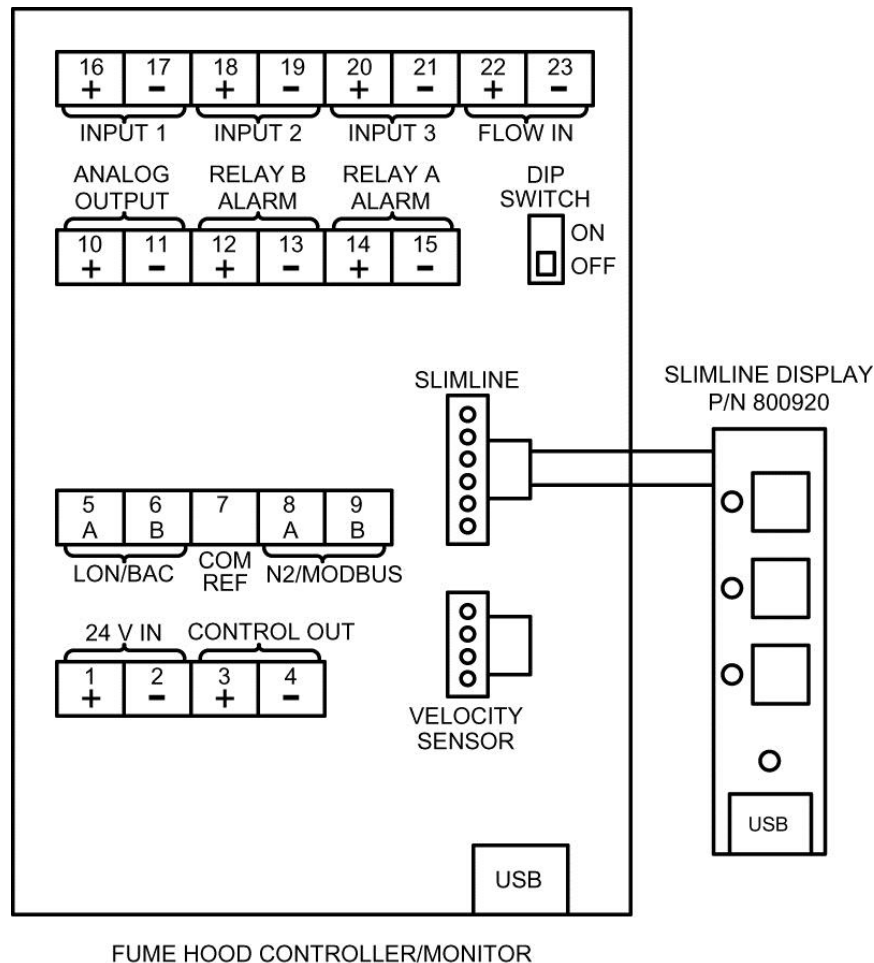 16 17 18 19 20 21 22 23
+ - + - + - + -
INPUT 1 INPUT 2 INPUT 3 FLOW IN
ANALOG OUTPUT
RELAY B ALARM
RELAY A ALARM
DIP SWITCH
ON
OFF
10 11 12 13 14 15
+ - + - + -
SLIMLINE
SLIMLINE DISPLAY
P/N 800920
5 6 7 8 9
A B A B
LON/BAC
COM
REF
N2/MODBUS
24 V IN
CONTROL OUT
1 2 3 4
+ - + -
VELOCITY
SENSOR
USB
USB
FUME HOOD CONTROLLER/MONITOR